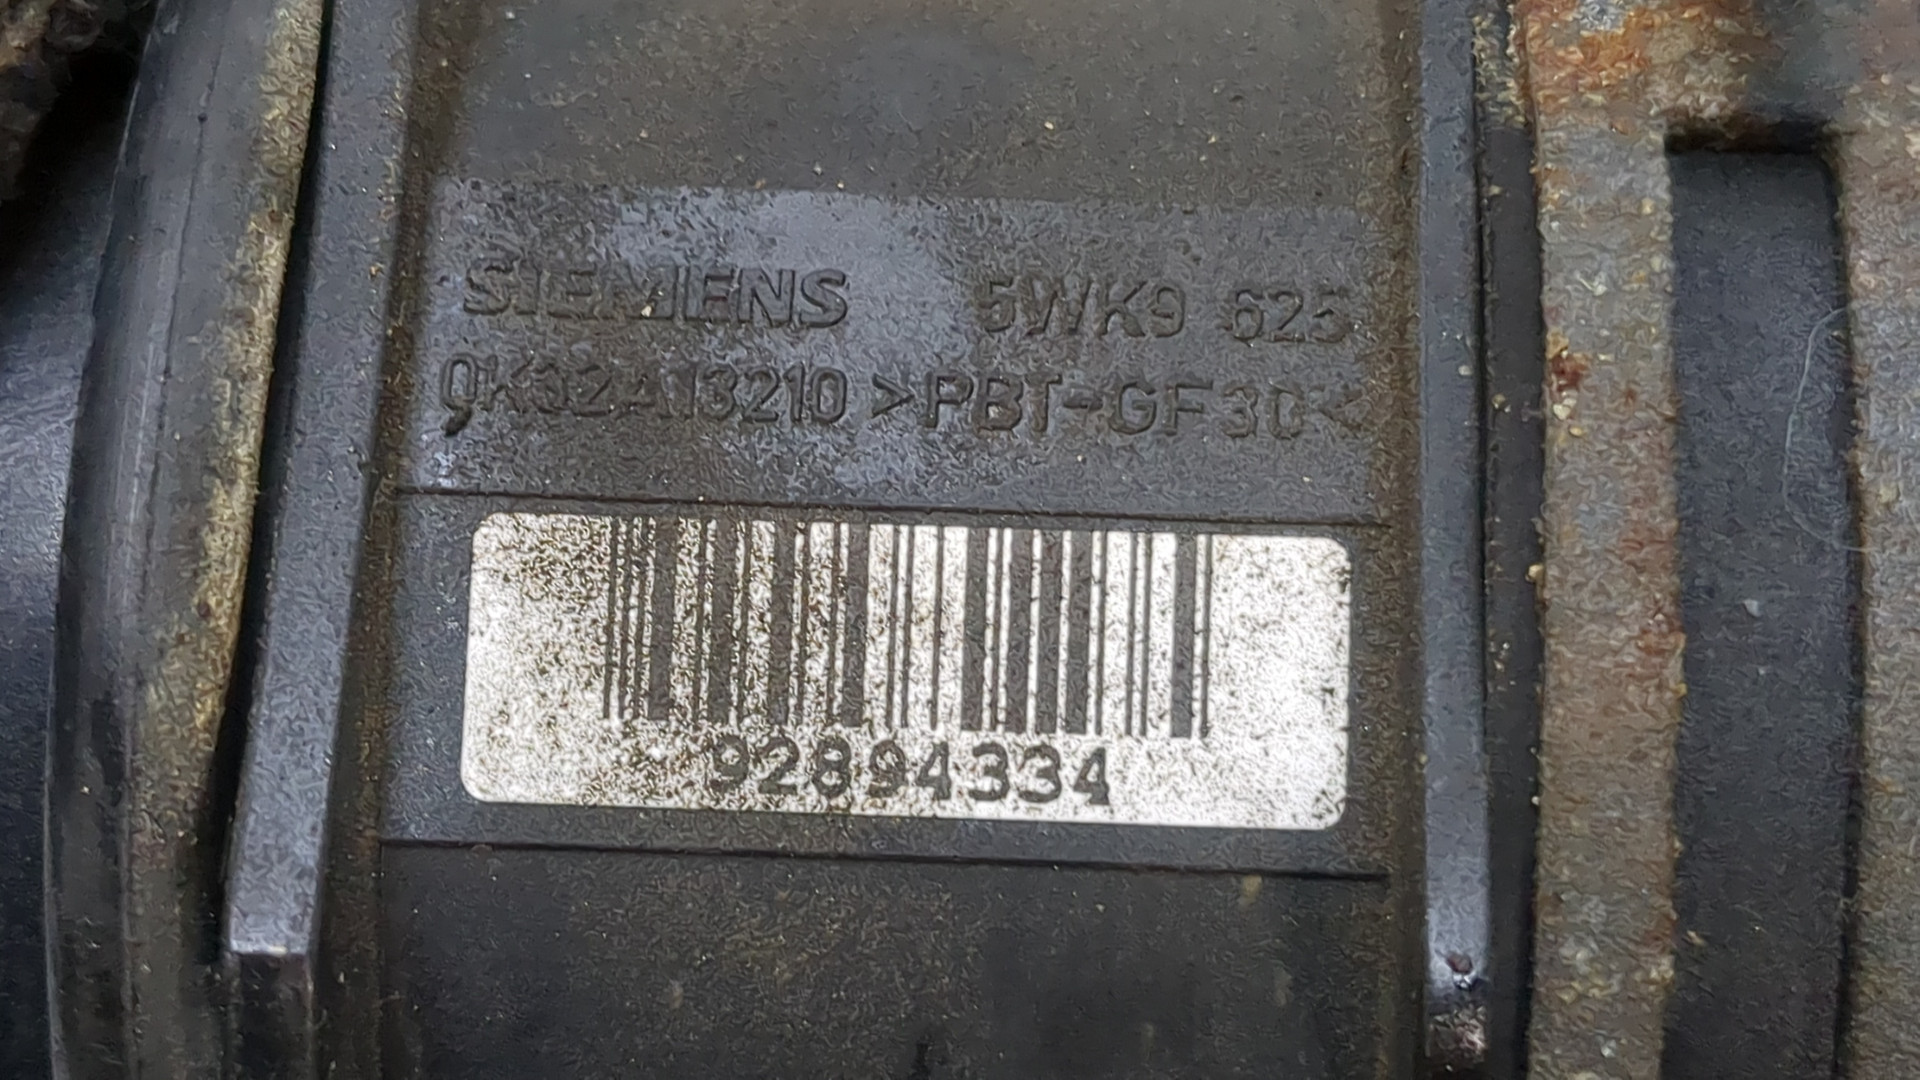 SIEMENS 5WK9 625
0K32A13210 >PBT-GF30<
92894334